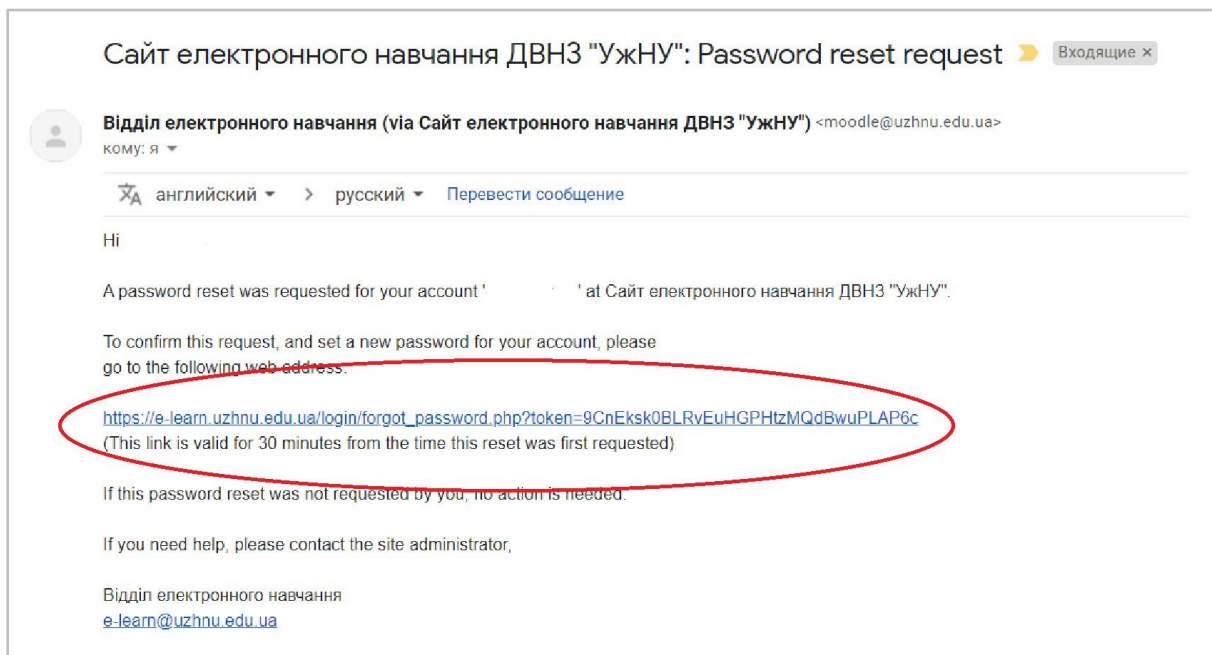 Сайт електронного навчання ДВНЗ "УжНУ": Password reset request Входящие ×
Відділ електронного навчання (via Сайт електронного навчання ДВНЗ "УжНУ") <moodle@uzhnu.edu.ua>
кому: я
английский > русский Перевести сообщение
Hi
A password reset was requested for your account ' ' at Сайт електронного навчання ДВНЗ "УжНУ".
To confirm this request, and set a new password for your account, please
go to the following web address:
https://e-learn.uzhnu.edu.ua/login/forgot_password.php?token=9CnEksk0BLRvEuHGPHtzMQdBwuPLAP6c
(This link is valid for 30 minutes from the time this reset was first requested)
If this password reset was not requested by you, no action is needed.
If you need help, please contact the site administrator,
Відділ електронного навчання
e-learn@uzhnu.edu.ua